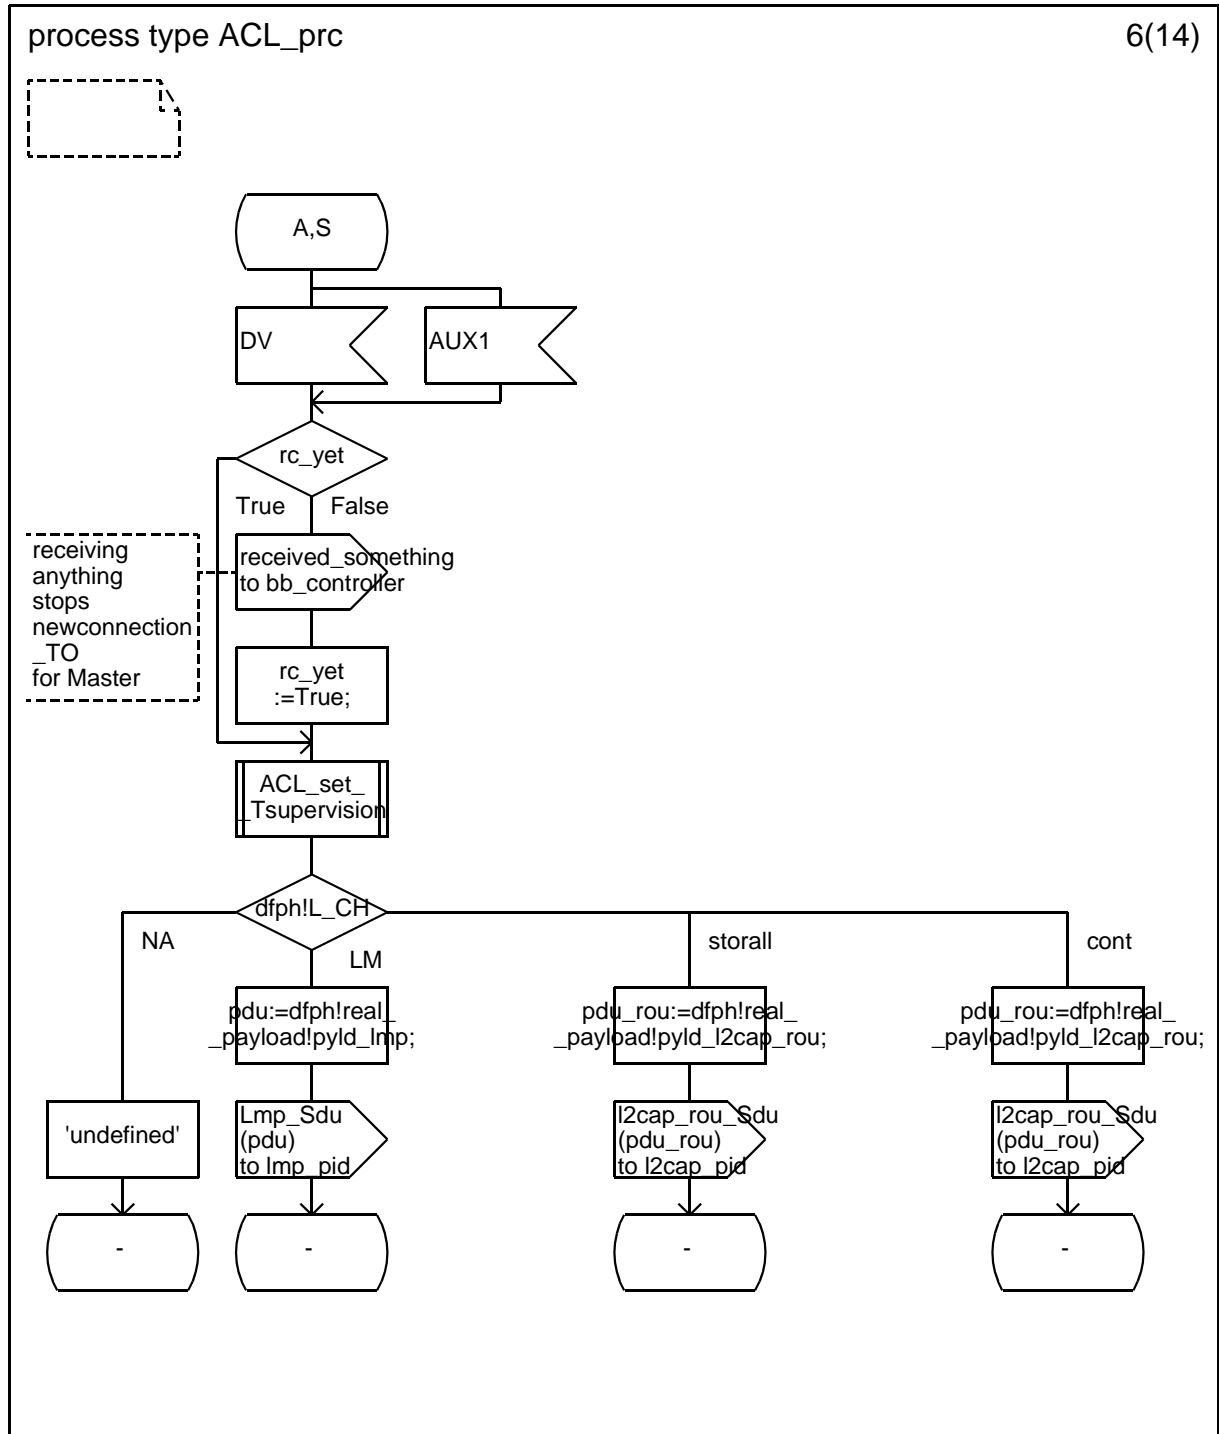 process type ACL_prc
6(14)
A,S
DV
AUX1
rc_yet
True
False
receiving
anything
stops
newconnection
_TO
for Master
received_something
to bb_controller
rc_yet
:=True;
ACL_set_
_Tsupervision
dfph!L_CH
NA
LM
storall
cont
pdu:=dfph!real_
_payload!pyld_lmp;
pdu_rou:=dfph!real_
_payload!pyld_l2cap_rou;
pdu_rou:=dfph!real_
_payload!pyld_l2cap_rou;
'undefined'
Lmp_Sdu
(pdu)
to lmp_pid
l2cap_rou_Sdu
(pdu_rou)
to l2cap_pid
l2cap_rou_Sdu
(pdu_rou)
to l2cap_pid
-
-
-
-